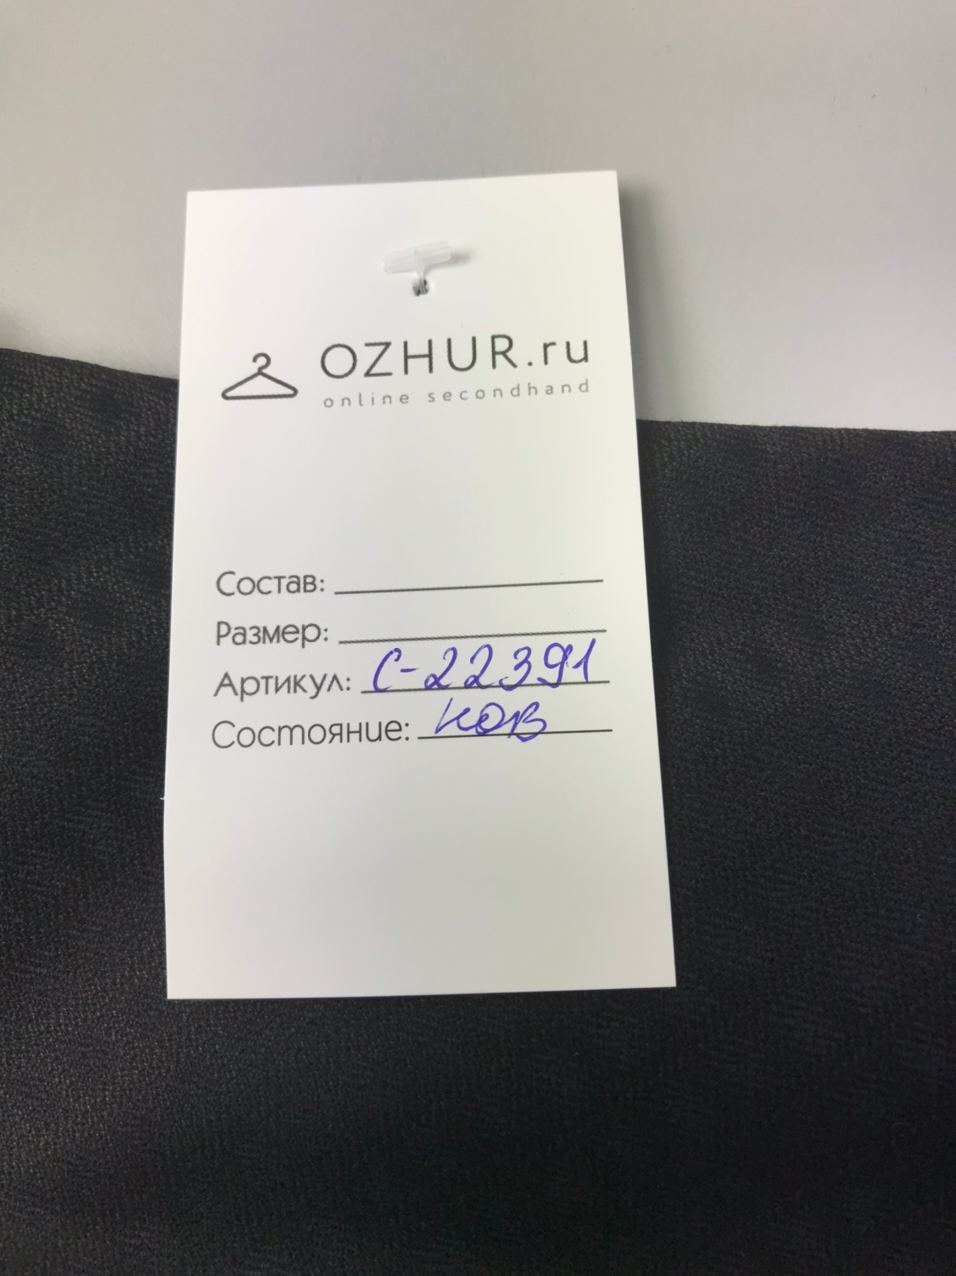 OZHUR.ru
online secondhand
Состав:
Размер:
Артикул: С-22391
Состояние: нов